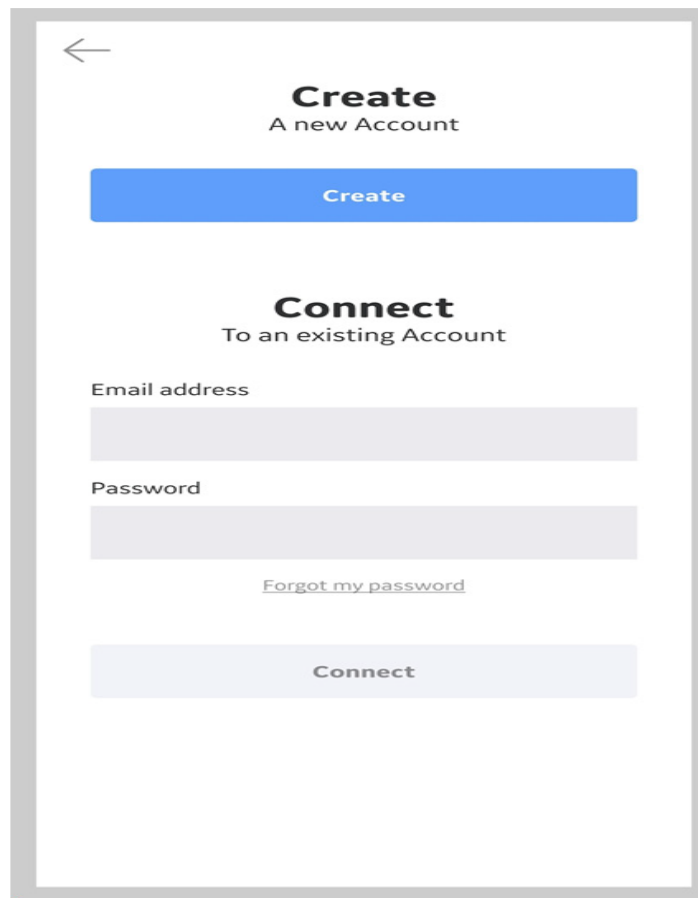 Create
A new Account
Create
Connect
To an existing Account
Email address
Password
Forgot my password
Connect